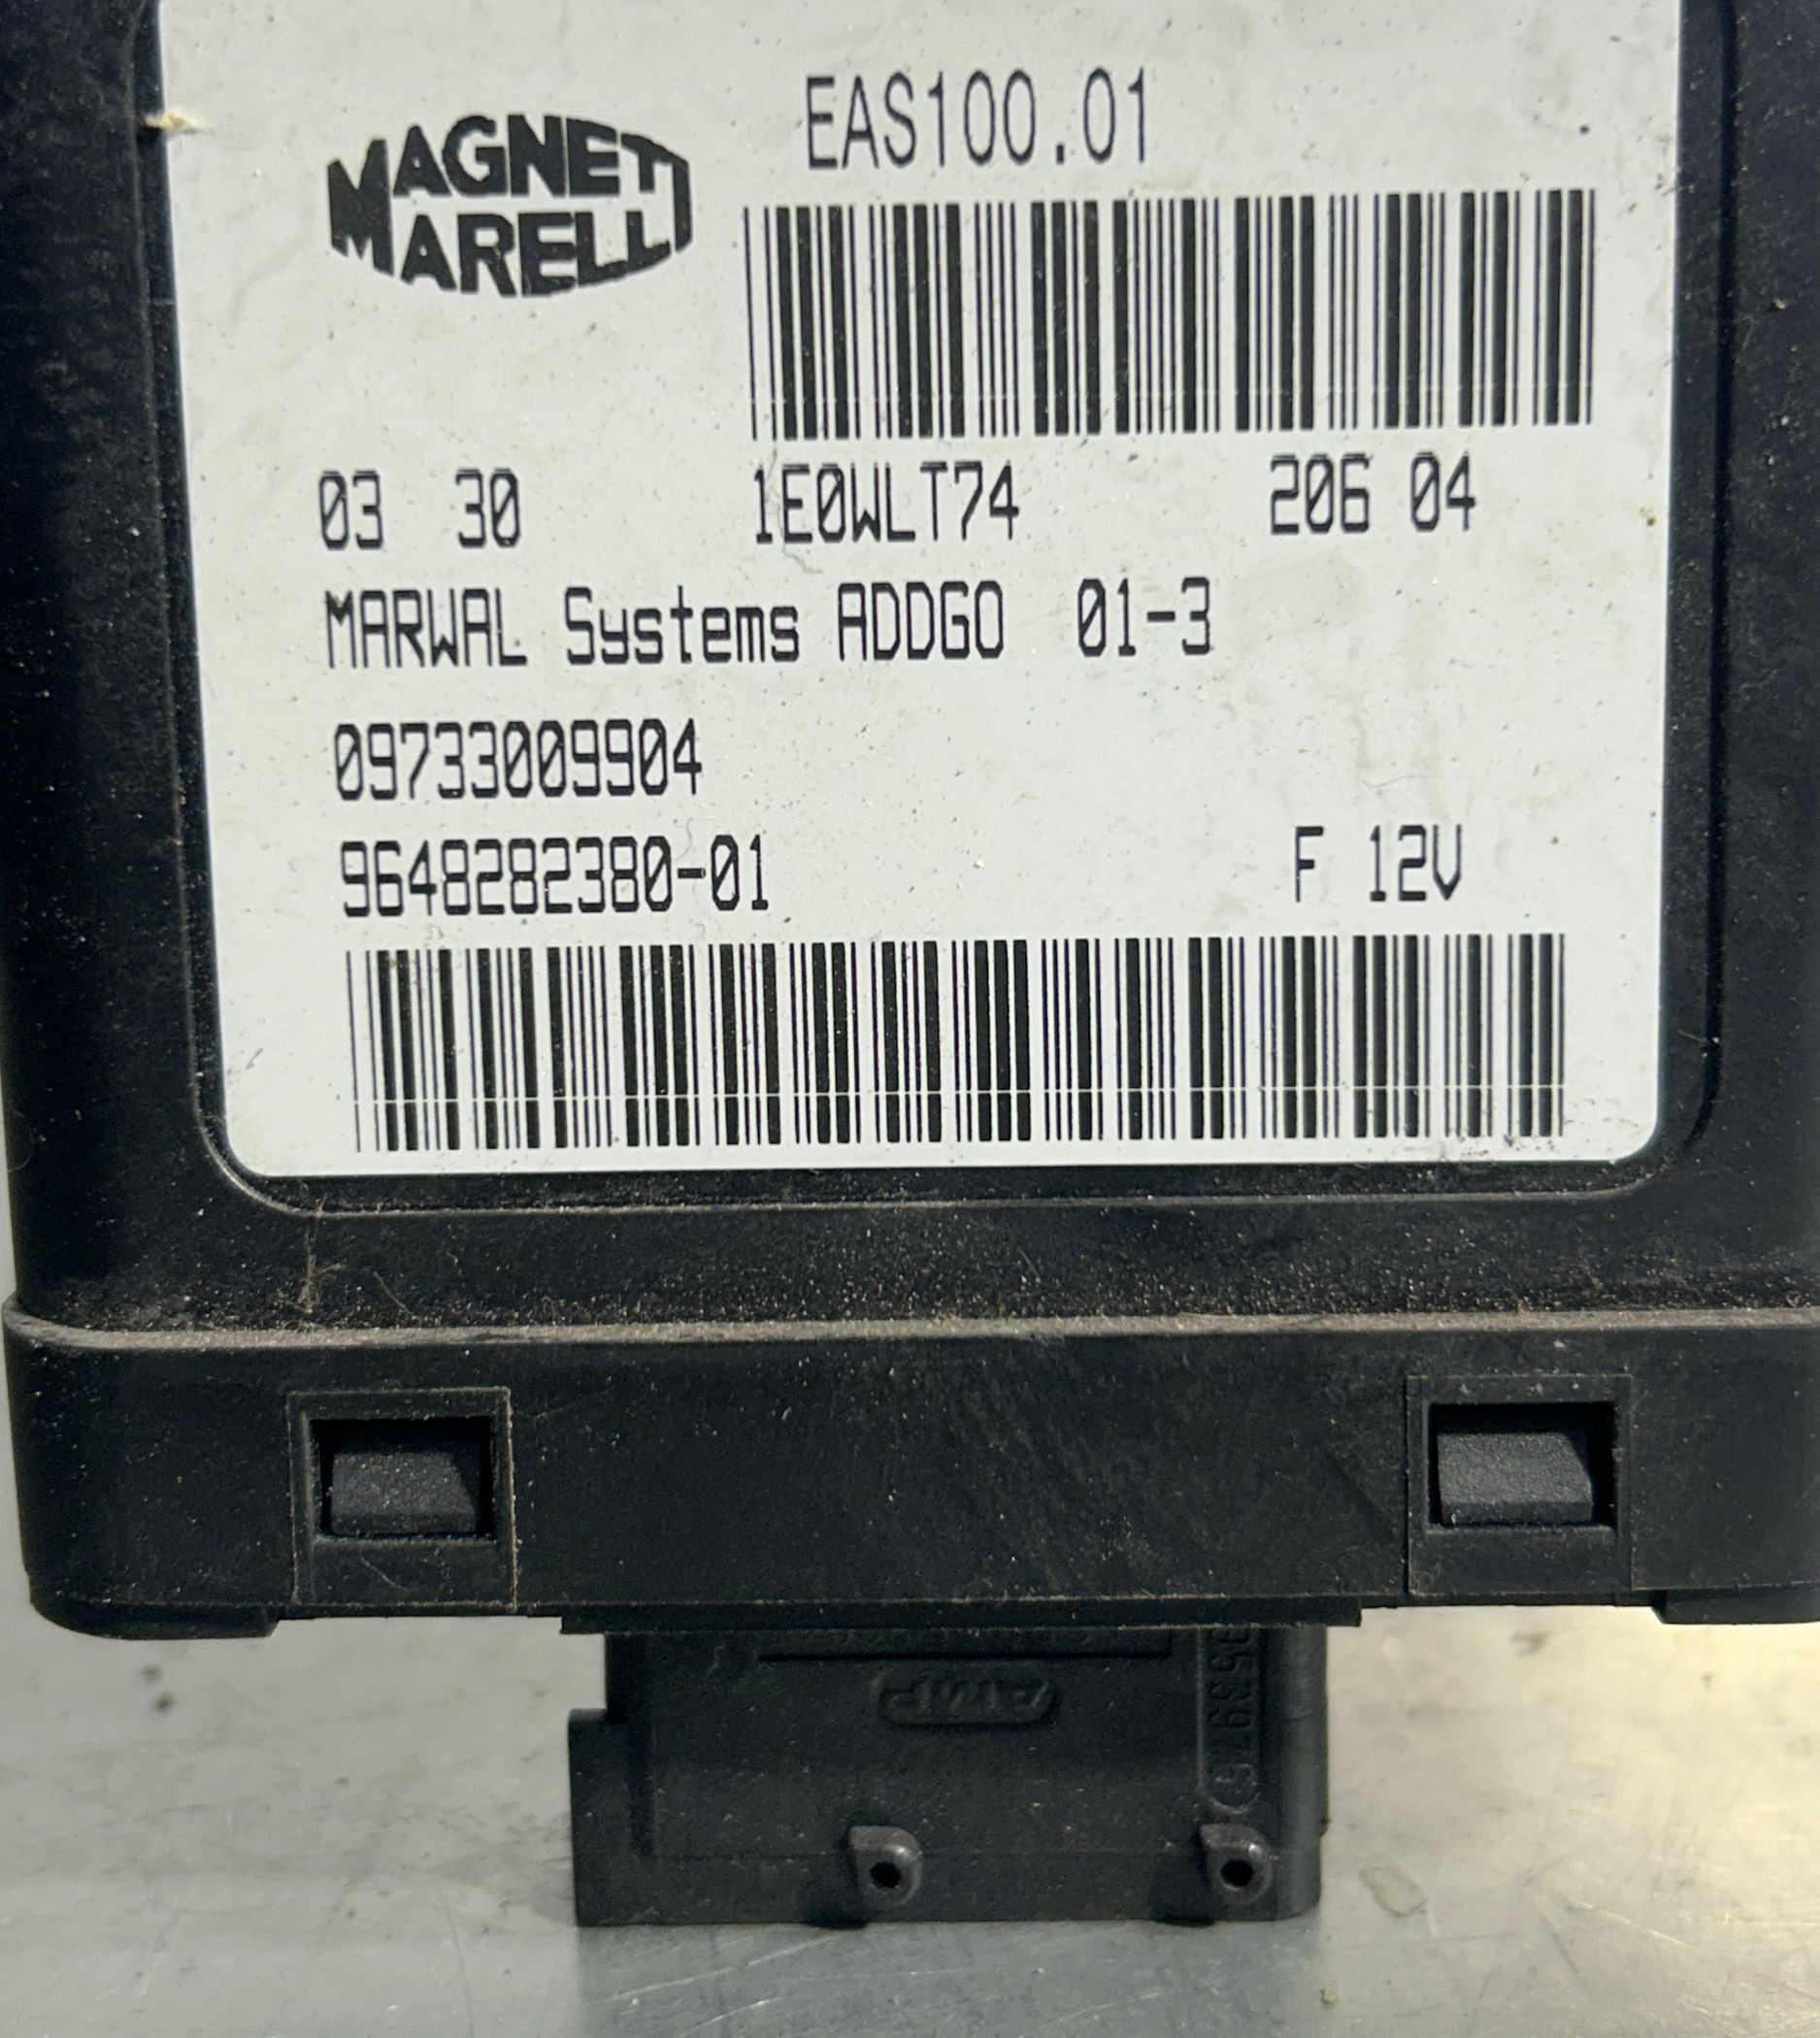 EAS100.01
MAGNETI
MARELLI
03 30 1E0WLT74 206 04
MARWAL Systems ADDGO 01-3
09733009904
9648282380-01 F 12V
AMP